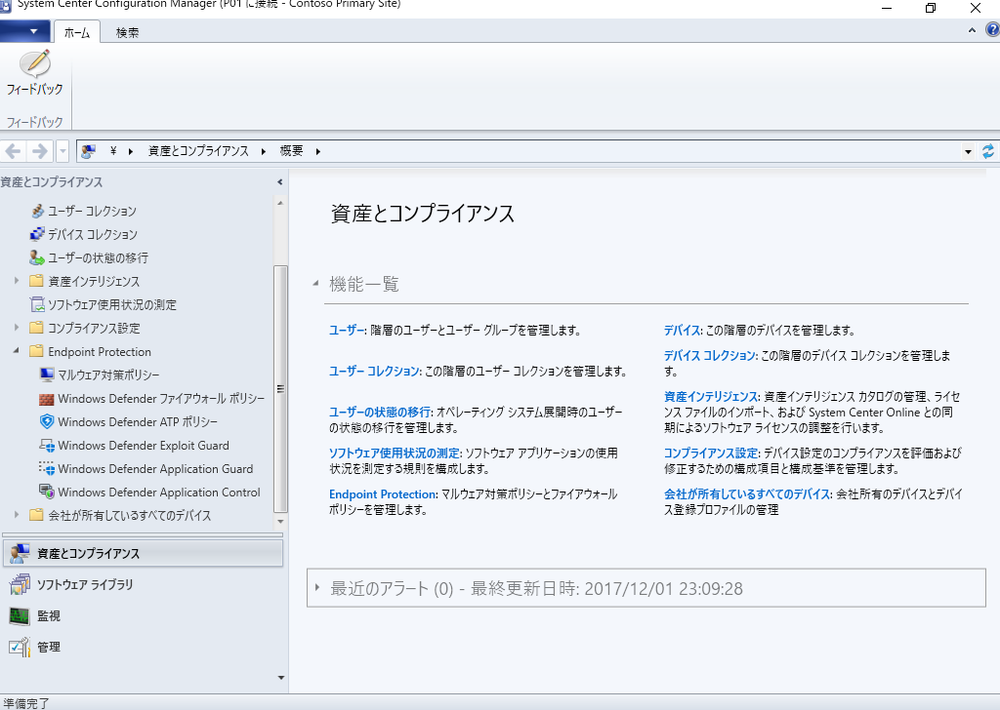 System Center Configuration Manager (P01 に接続 - Contoso Primary Site)
ホーム
検索
フィードバック
フィードバック
¥
資産とコンプライアンス
概要
資産とコンプライアンス
ユーザー コレクション
デバイス コレクション
ユーザーの状態の移行
資産インテリジェンス
ソフトウェア使用状況の測定
コンプライアンス設定
Endpoint Protection
マルウェア対策ポリシー
Windows Defender ファイアウォール ポリシー
Windows Defender ATP ポリシー
Windows Defender Exploit Guard
Windows Defender Application Guard
Windows Defender Application Control
会社が所有しているすべてのデバイス
資産とコンプライアンス
ソフトウェア ライブラリ
監視
管理
資産とコンプライアンス
機能一覧
ユーザー: 階層のユーザーとユーザー グループを管理します。
ユーザー コレクション: この階層のユーザー コレクションを管理します。
ユーザーの状態の移行: オペレーティング システム展開時のユーザー
の状態の移行を管理します。
ソフトウェア使用状況の測定: ソフトウェア アプリケーションの使用
状況を測定する規則を構成します。
Endpoint Protection: マルウェア対策ポリシーとファイアウォール
ポリシーを管理します。
デバイス: この階層のデバイスを管理します。
デバイス コレクション: この階層のデバイス コレクションを管理しま
す。
資産インテリジェンス: 資産インテリジェンス カタログの管理、ライセ
ンス ファイルのインポート、および System Center Online との同
期によるソフトウェア ライセンスの調整を行います。
コンプライアンス設定: デバイス設定のコンプライアンスを評価および
修正するための構成項目と構成基準を管理します。
会社が所有しているすべてのデバイス: 会社所有のデバイスとデバイ
ス登録プロファイルの管理
最近のアラート (0) - 最終更新日時: 2017/12/01 23:09:28
準備完了